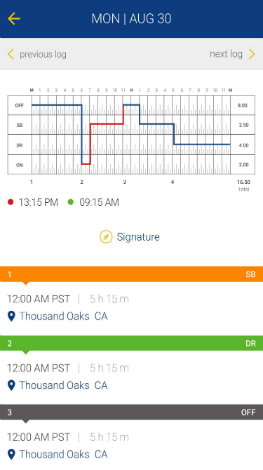 MON | AUG 30
previous log
next log
M 1 2 3 4 5 6 7 8 9 10 11 N 1 2 3 4 5 6 7 8 9 10 11 M
OFF 8.00
SB 2.50
DR 4.00
ON 2.00
1 2 3 4 16.50
13:15 PM 09:15 AM
Signature
1 SB
12:00 AM PST | 5 h 15 m
Thousand Oaks CA
2 DR
12:00 AM PST | 5 h 15 m
Thousand Oaks CA
3 OFF
12:00 AM PST | 5 h 15 m
Thousand Oaks CA